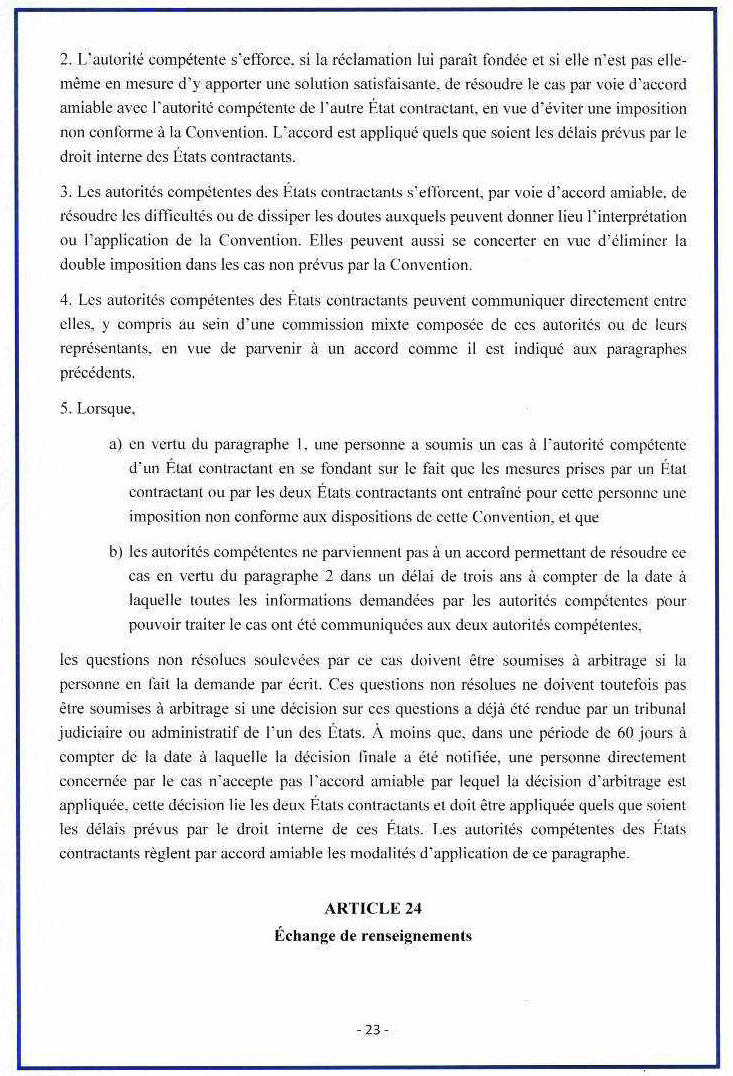 2. L'autorité compétente s'efforce, si la réclamation lui paraît fondée et si elle n'est pas elle-
même en mesure d'y apporter une solution satisfaisante, de résoudre le cas par voie d'accord
amiable avec l'autorité compétente de l'autre État contractant, en vue d'éviter une imposition
non conforme à la Convention. L'accord est appliqué quels que soient les délais prévus par le
droit interne des États contractants.
3. Les autorités compétentes des États contractants s'efforcent, par voie d'accord amiable, de
résoudre les difficultés ou de dissiper les doutes auxquels peuvent donner lieu l'interprétation
ou l'application de la Convention. Elles peuvent aussi se concerter en vue d'éliminer la
double imposition dans les cas non prévus par la Convention.
4. Les autorités compétentes des États contractants peuvent communiquer directement entre
elles, y compris au sein d'une commission mixte composée de ces autorités ou de leurs
représentants, en vue de parvenir à un accord comme il est indiqué aux paragraphes
précédents.
5. Lorsque,
a) en vertu du paragraphe 1, une personne a soumis un cas à l'autorité compétente
d'un État contractant en se fondant sur le fait que les mesures prises par un État
contractant ou par les deux États contractants ont entraîné pour cette personne une
imposition non conforme aux dispositions de cette Convention, et que
b) les autorités compétentes ne parviennent pas à un accord permettant de résoudre ce
cas en vertu du paragraphe 2 dans un délai de trois ans à compter de la date à
laquelle toutes les informations demandées par les autorités compétentes pour
pouvoir traiter le cas ont été communiquées aux deux autorités compétentes,
les questions non résolues soulevées par ce cas doivent être soumises à arbitrage si la
personne en fait la demande par écrit. Ces questions non résolues ne doivent toutefois pas
être soumises à arbitrage si une décision sur ces questions a déjà été rendue par un tribunal
judiciaire ou administratif de l'un des États. À moins que, dans une période de 60 jours à
compter de la date à laquelle la décision finale a été notifiée, une personne directement
concernée par le cas n'accepte pas l'accord amiable par lequel la décision d'arbitrage est
appliquée, cette décision lie les deux États contractants et doit être appliquée quels que soient
les délais prévus par le droit interne de ces États. Les autorités compétentes des États
contractants règlent par accord amiable les modalités d'application de ce paragraphe.
ARTICLE 24
Échange de renseignements
- 23 -